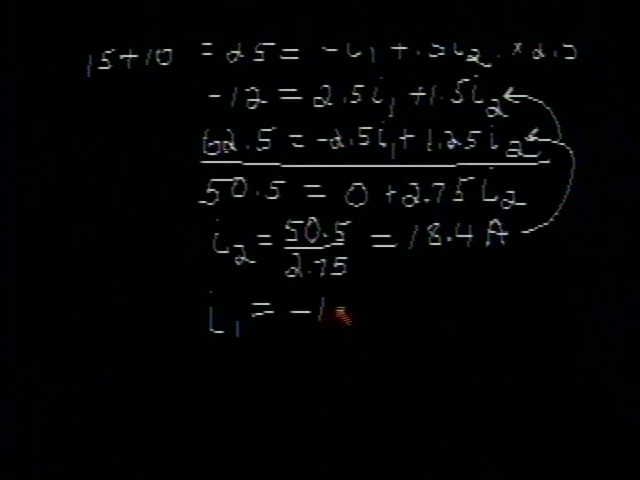 15+10 = 25 = -i₁ + .5i₂ . × 2.5
-12 = 2.5i₁ + 1.5i₂
62.5 = -2.5i₁ + 1.25i₂
50.5 = 0 + 2.75i₂
i₂ = 50.5/2.75 = 18.4 A
i₁ = -1